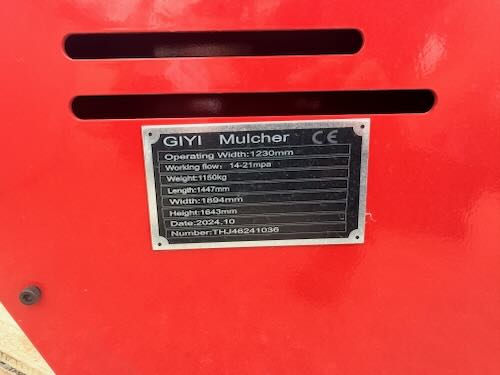 GIYI Mulcher CE
Operating Width:1230mm
Working flow: 14-21mpa
Weight:1150kg
Length:1447mm
Width:1894mm
Height:1643mm
Date:2024.10
Number:THJ46241036